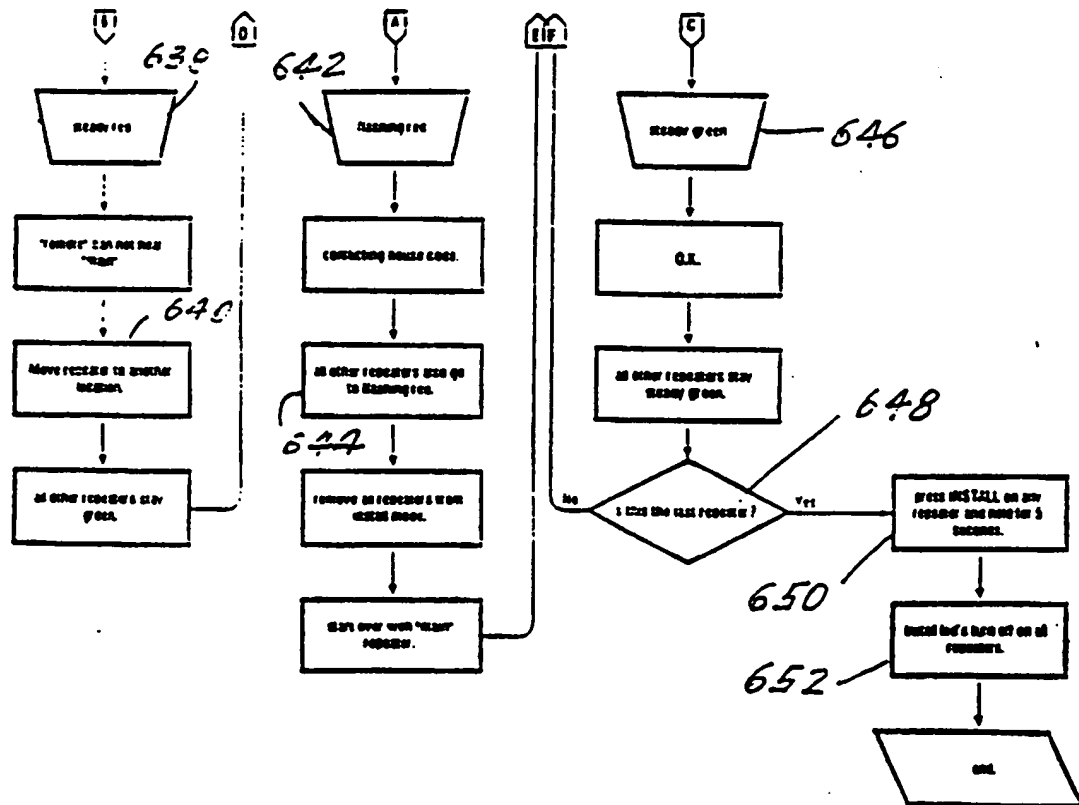 B
D
A
E F
C
630
642
646
steady red
flashing red
steady green
"remote" can not hear
"main"
conflicting house codes.
O.K.
640
Move repeater to another
location.
all other repeaters also go
to flashing red.
all other repeaters stay
steady green.
644
648
all other repeaters stay
green.
remove all repeaters from
install mode.
No
is this the last repeater?
Yes
press INSTALL on any
repeater and hold for 5
seconds.
650
start over with "main"
repeater.
install led's turn off on all
repeaters.
652
end.